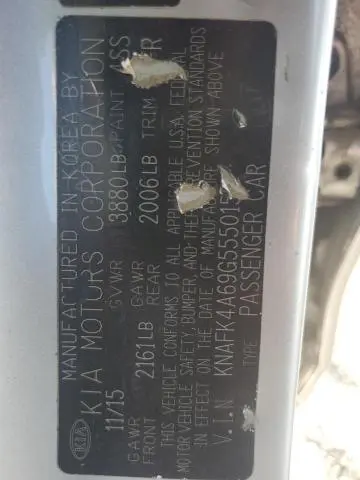 MANUFACTURED IN KOREA BY
KIA KIA MOTORS CORPORATION
11/15 GVWR 3880LB PAINT
GAWR FRONT 2161LB GAWR REAR 2006LB TRIM
THIS VEHICLE CONFORMS TO ALL APPLICABLE U.S.A. FEDERAL
MOTOR VEHICLE SAFETY, BUMPER AND THEFT PREVENTION STANDARDS
IN EFFECT ON THE DATE OF MANUFACTURE SHOWN ABOVE
V.I.N KNAFK4A69G555501
TYPE PASSENGER CAR